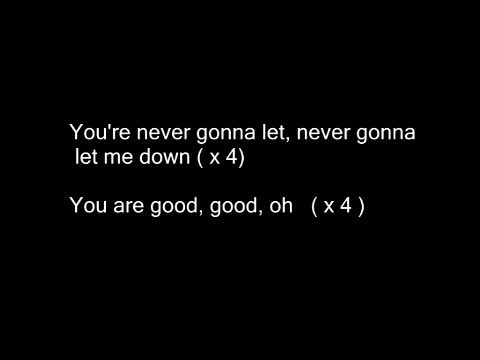 You're never gonna let, never gonna
let me down ( x 4)
You are good, good, oh ( x 4 )